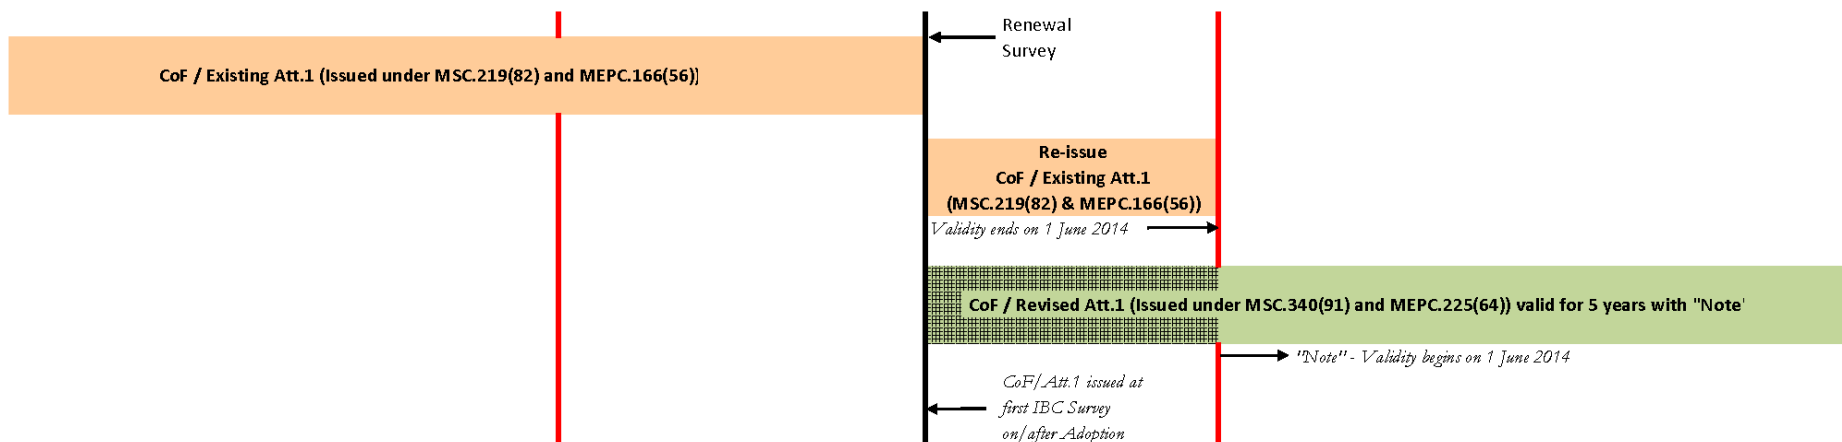 Renewal
Survey
CoF / Existing Att.1 (Issued under MSC.219(82) and MEPC.166(56))
Re-issue
CoF / Existing Att.1
(MSC.219(82) & MEPC.166(56))
Validity ends on 1 June 2014
CoF / Revised Att.1 (Issued under MSC.340(91) and MEPC.225(64)) valid for 5 years with "Note'
"Note" - Validity begins on 1 June 2014
CoF/Att.1 issued at
first IBC Survey
on/after Adoption